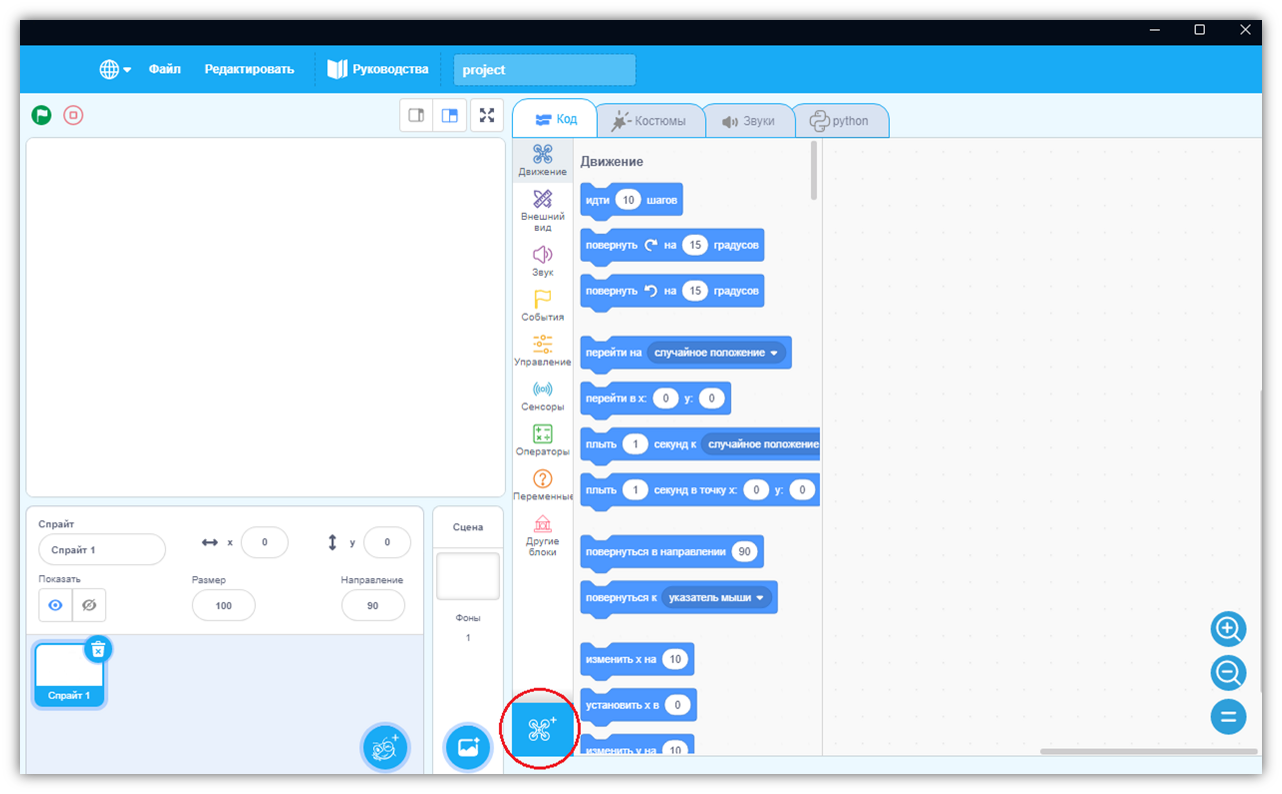 Файл Редактировать Руководства project
Код Костюмы Звуки python
Движение
Внешний
вид
Звук
События
Управление
Сенсоры
Операторы
Переменные
Другие
блоки
Движение
идти 10 шагов
повернуть на 15 градусов
повернуть на 15 градусов
перейти на случайное положение
перейти в x: 0 y: 0
плыть 1 секунд к случайное положение
плыть 1 секунд в точку x: 0 y: 0
повернуться в направлении 90
повернуться к указатель мыши
изменить x на 10
установить x в 0
изменить y на 10
Спрайт
Спрайт 1 x 0 y 0
Показать Размер Направление
100 90
Спрайт 1
Сцена
Фоны
1